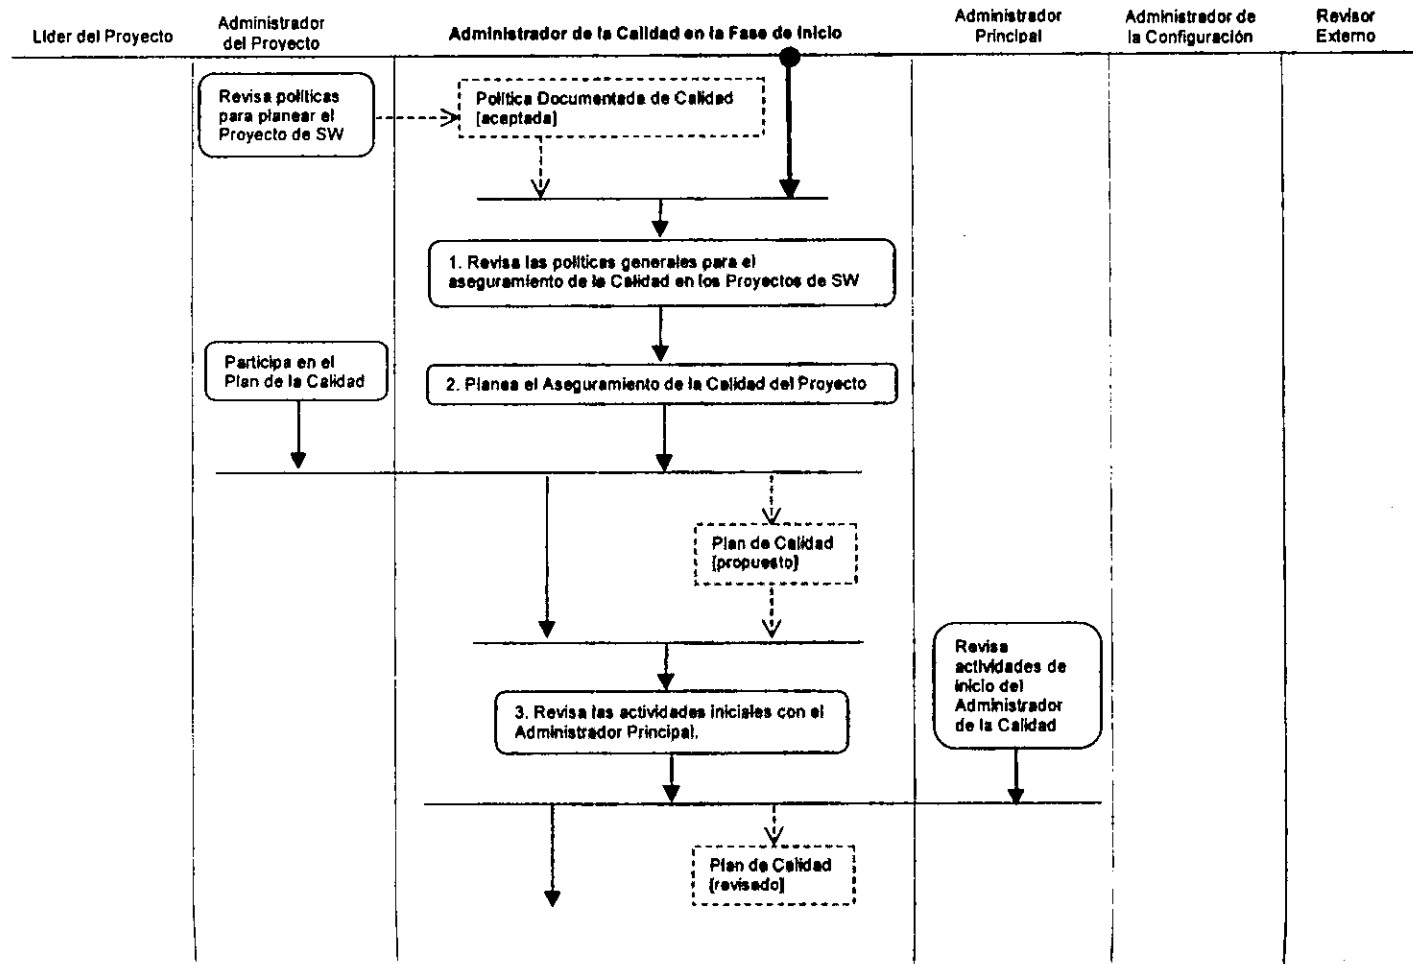 Líder del Proyecto
Administrador
del Proyecto
Administrador de la Calidad en la Fase de Inicio
Administrador
Principal
Administrador de
la Configuración
Revisor
Externo
Revisa políticas
para planear el
Proyecto de SW
Política Documentada de Calidad
[aceptada]
1. Revisa las políticas generales para el
aseguramiento de la Calidad en los Proyectos de SW
Participa en el
Plan de la Calidad
2. Planea el Aseguramiento de la Calidad del Proyecto
Plan de Calidad
[propuesto]
Revisa
actividades de
inicio del
Administrador
de la Calidad
3. Revisa las actividades iniciales con el
Administrador Principal.
Plan de Calidad
[revisado]